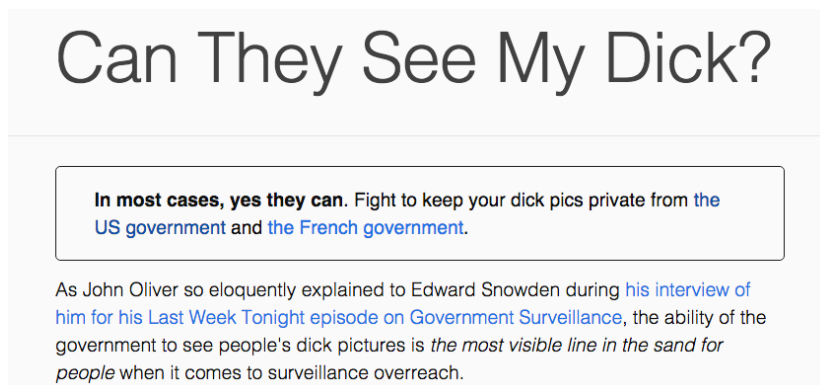 Can They See My Dick?
In most cases, yes they can. Fight to keep your dick pics private from the
US government and the French government.
As John Oliver so eloquently explained to Edward Snowden during his interview of
him for his Last Week Tonight episode on Government Surveillance, the ability of the
government to see people's dick pictures is the most visible line in the sand for
people when it comes to surveillance overreach.